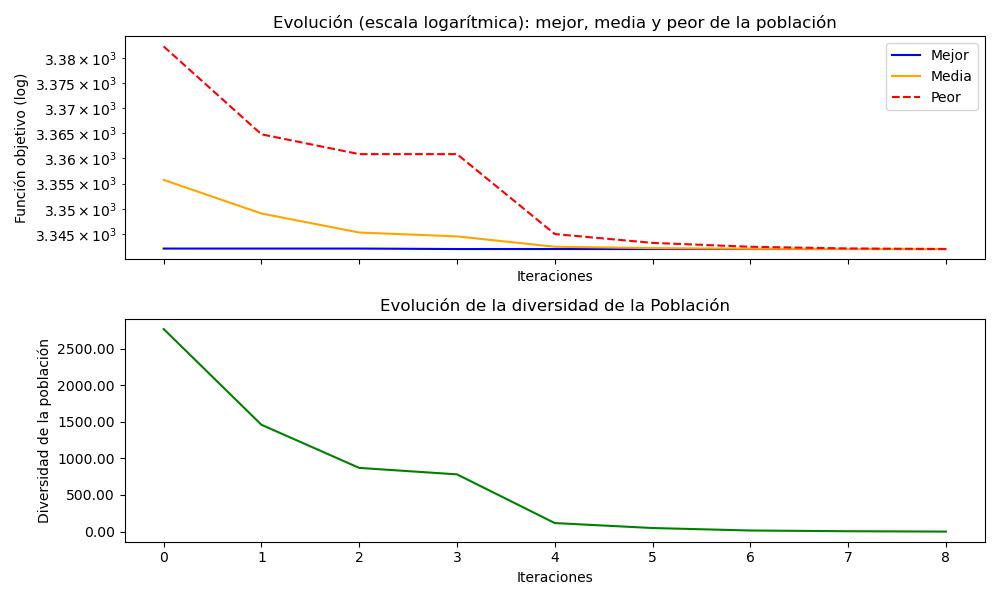 Evolución (escala logarítmica): mejor, media y peor de la población
Función objetivo (log)
3.38 × 10³
3.375 × 10³
3.37 × 10³
3.365 × 10³
3.36 × 10³
3.355 × 10³
3.35 × 10³
3.345 × 10³
Mejor
Media
Peor
Iteraciones
Evolución de la diversidad de la Población
Diversidad de la población
2500.00
2000.00
1500.00
1000.00
500.00
0.00
0 1 2 3 4 5 6 7 8
Iteraciones